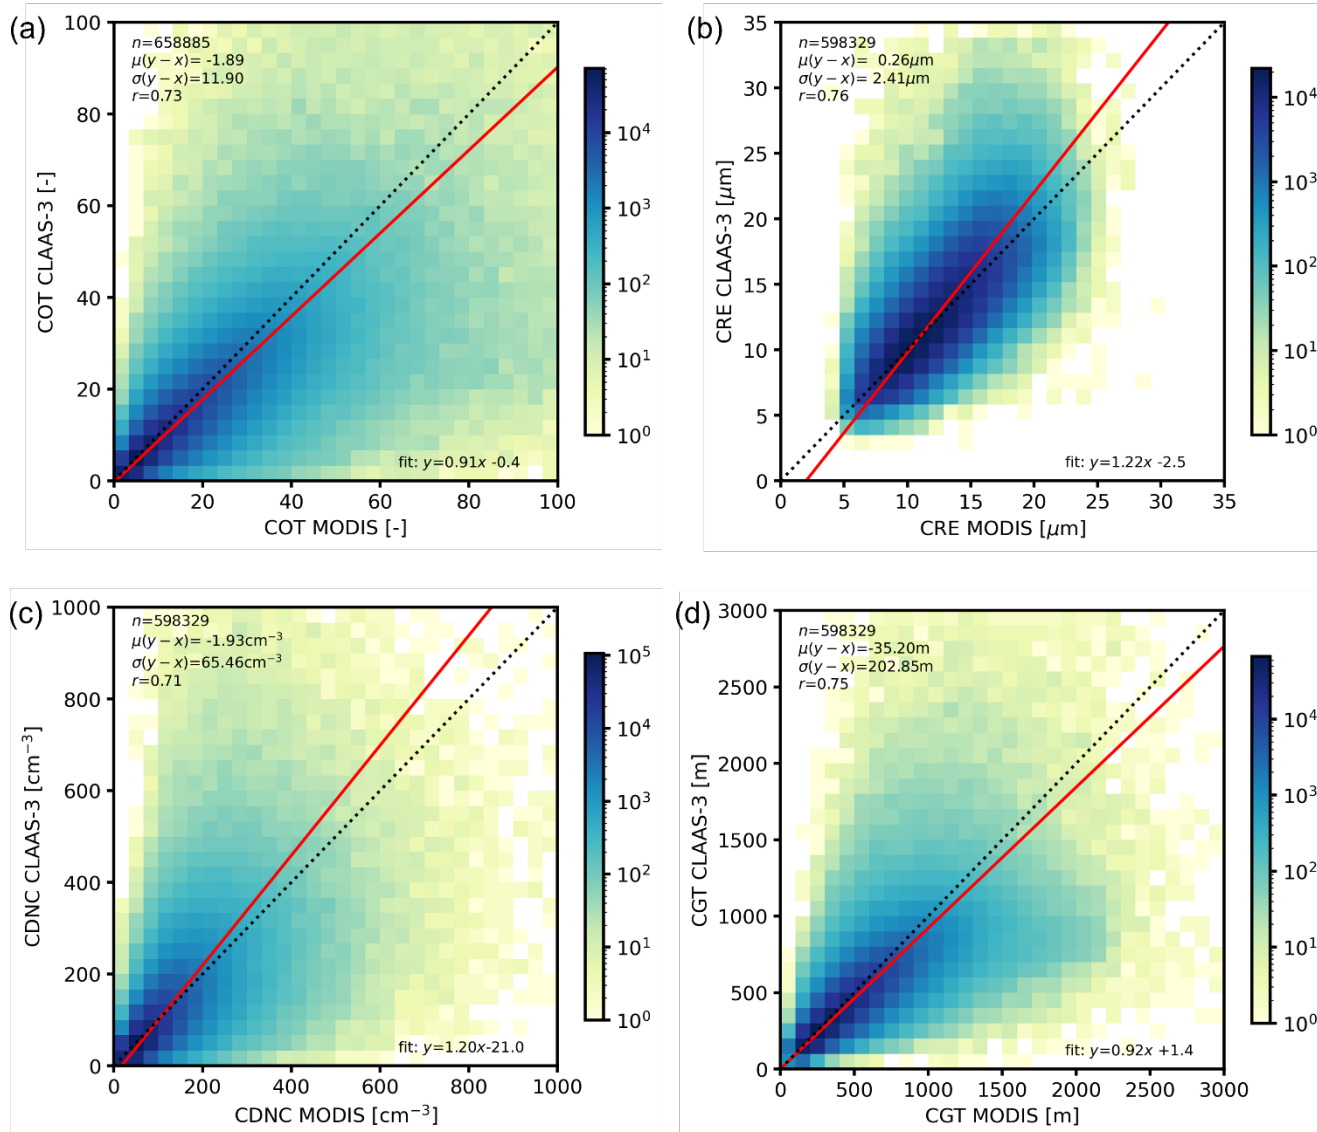 (a)
n=658885
μ(y − x)= -1.89
σ(y − x)=11.90
r=0.73
100
80
60
40
20
0
COT CLAAS-3 [-]
0 20 40 60 80 100
COT MODIS [-]
fit: y=0.91x -0.4
10⁴
10³
10²
10¹
10⁰
(b)
n=598329
μ(y − x)= 0.26μm
σ(y − x)= 2.41μm
r=0.76
35
30
25
20
15
10
5
0
CRE CLAAS-3 [μm]
0 5 10 15 20 25 30 35
CRE MODIS [μm]
fit: y=1.22x -2.5
10⁴
10³
10²
10¹
10⁰
(c)
n=598329
μ(y − x)= -1.93cm⁻³
σ(y − x)=65.46cm⁻³
r=0.71
1000
800
600
400
200
0
CDNC CLAAS-3 [cm⁻³]
0 200 400 600 800 1000
CDNC MODIS [cm⁻³]
fit: y=1.20x-21.0
10⁵
10⁴
10³
10²
10¹
10⁰
(d)
n=598329
μ(y − x)=-35.20m
σ(y − x)=202.85m
r=0.75
3000
2500
2000
1500
1000
500
0
CGT CLAAS-3 [m]
0 500 1000 1500 2000 2500 3000
CGT MODIS [m]
fit: y=0.92x +1.4
10⁴
10³
10²
10¹
10⁰